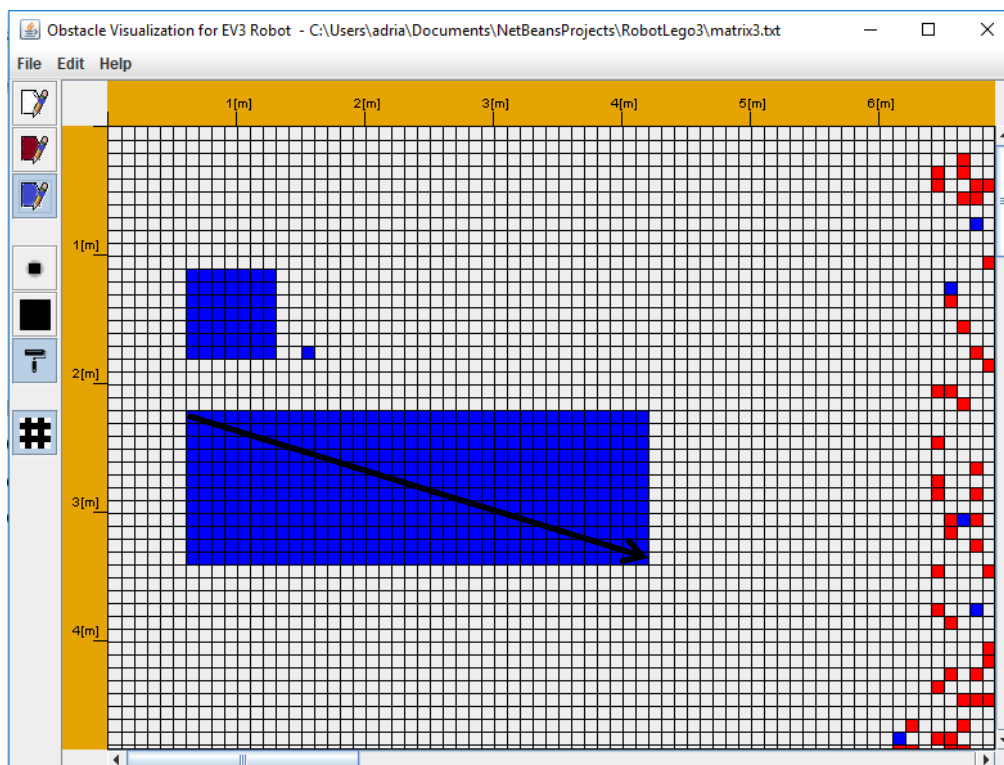 Obstacle Visualization for EV3 Robot - C:\Users\adria\Documents\NetBeansProjects\RobotLego3\matrix3.txt
File Edit Help
1[m] 2[m] 3[m] 4[m] 5[m] 6[m]
1[m]
2[m]
3[m]
4[m]